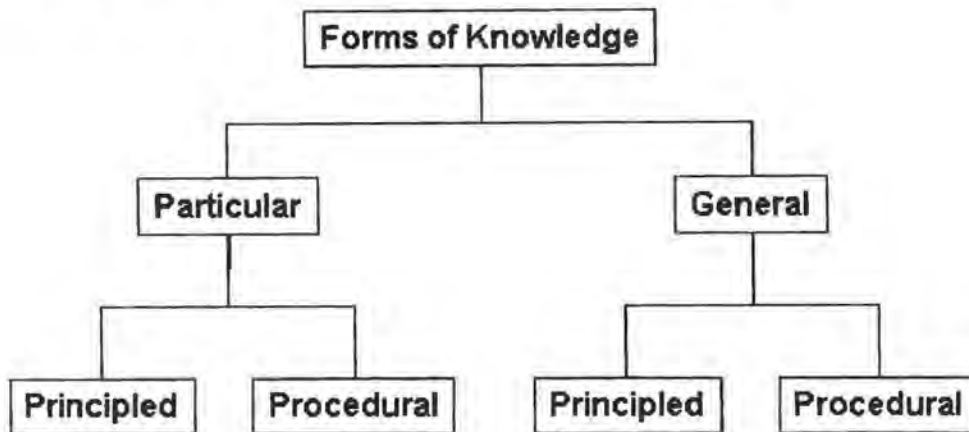 Forms of Knowledge
Particular
General
Principled
Procedural
Principled
Procedural